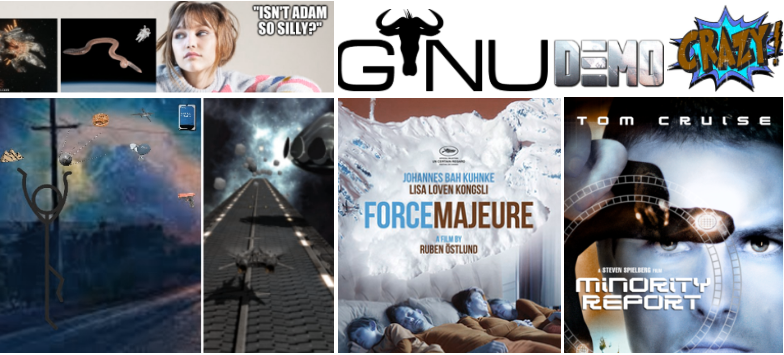 "ISN'T ADAM
SO SILLY?"
GNU
DEMO
CRAZY!
JOHANNES BAH KUHNKE
LISA LOVEN KONGSLI
FORCEMAJEURE
A FILM BY
RUBEN ÖSTLUND
TOM CRUISE
A STEVEN SPIELBERG FILM
MINORITY
REPORT